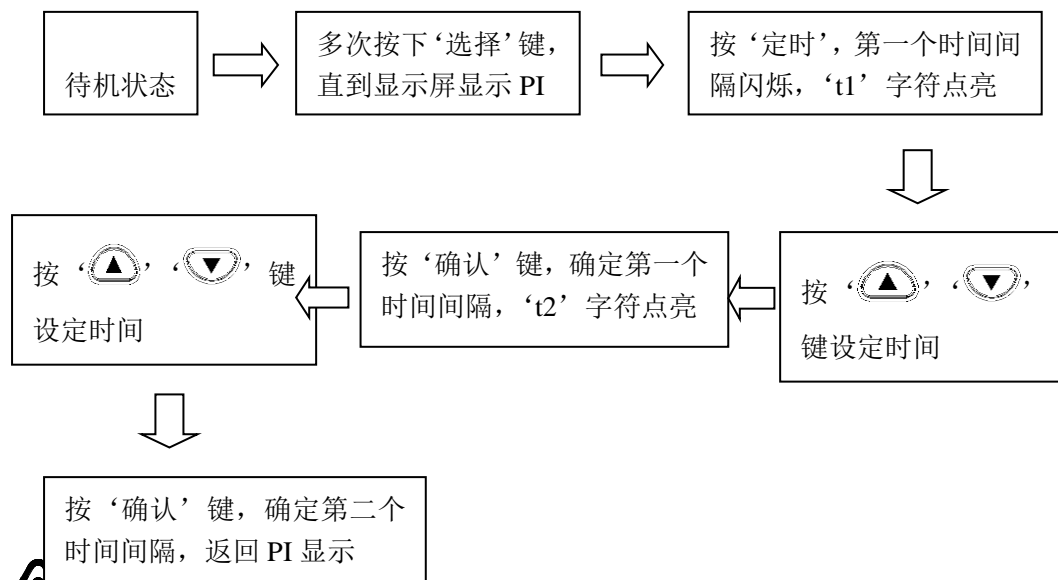 待机状态
多次按下‘选择’键，
直到显示屏显示 PI
按‘定时’，第一个时间间
隔闪烁，‘t1’字符点亮
按‘▲’，‘▼’，
键设定时间
按‘确认’键，确定第一个
时间间隔，‘t2’字符点亮
按‘▲’，‘▼’键
设定时间
按‘确认’键，确定第二个
时间间隔，返回 PI 显示